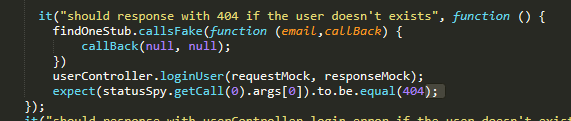 it("should response with 404 if the user doesn't exists", function () {
findOneStub.callsFake(function (email,callBack) {
callBack(null, null);
})
userController.loginUser(requestMock, responseMock);
expect(statusSpy.getCall(0).args[0]).to.be.equal(404);
});
it("should response with userController login error if the user doesn't exist